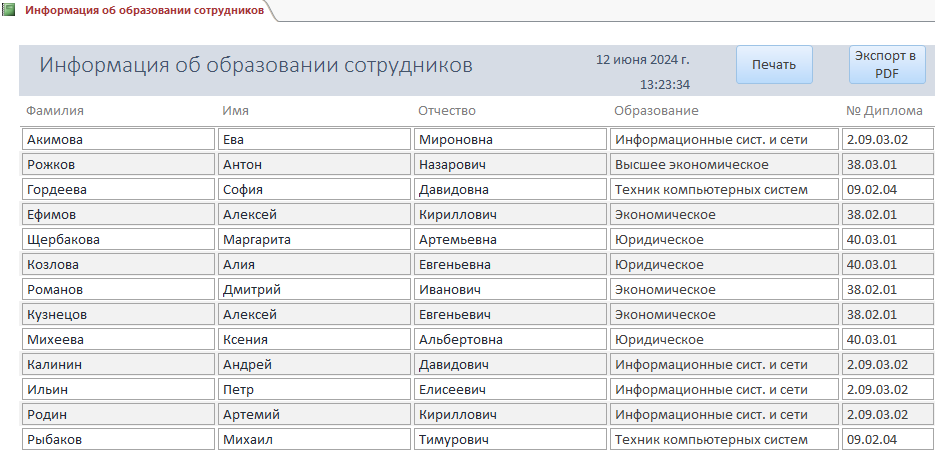 Информация об образовании сотрудников
Информация об образовании сотрудников 12 июня 2024 г. Печать Экспорт в
13:23:34 PDF
Фамилия Имя Отчество Образование № Диплома
Акимова Ева Мироновна Информационные сист. и сети 2.09.03.02
Рожков Антон Назарович Высшее экономическое 38.03.01
Гордеева София Давидовна Техник компьютерных систем 09.02.04
Ефимов Алексей Кириллович Экономическое 38.02.01
Щербакова Маргарита Артемьевна Юридическое 40.03.01
Козлова Алия Евгеньевна Юридическое 40.03.01
Романов Дмитрий Иванович Экономическое 38.02.01
Кузнецов Алексей Евгеньевич Экономическое 38.02.01
Михеева Ксения Альбертовна Юридическое 40.03.01
Калинин Андрей Давидович Информационные сист. и сети 2.09.03.02
Ильин Петр Елисеевич Информационные сист. и сети 2.09.03.02
Родин Артемий Кириллович Информационные сист. и сети 2.09.03.02
Рыбаков Михаил Тимурович Техник компьютерных систем 09.02.04